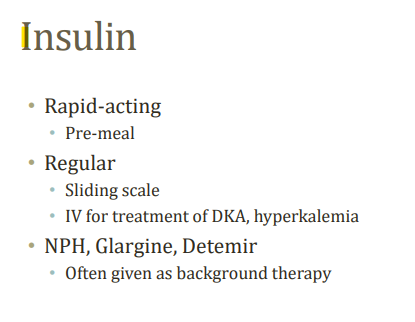 Insulin
• Rapid-acting
• Pre-meal
• Regular
• Sliding scale
• IV for treatment of DKA, hyperkalemia
• NPH, Glargine, Detemir
• Often given as background therapy